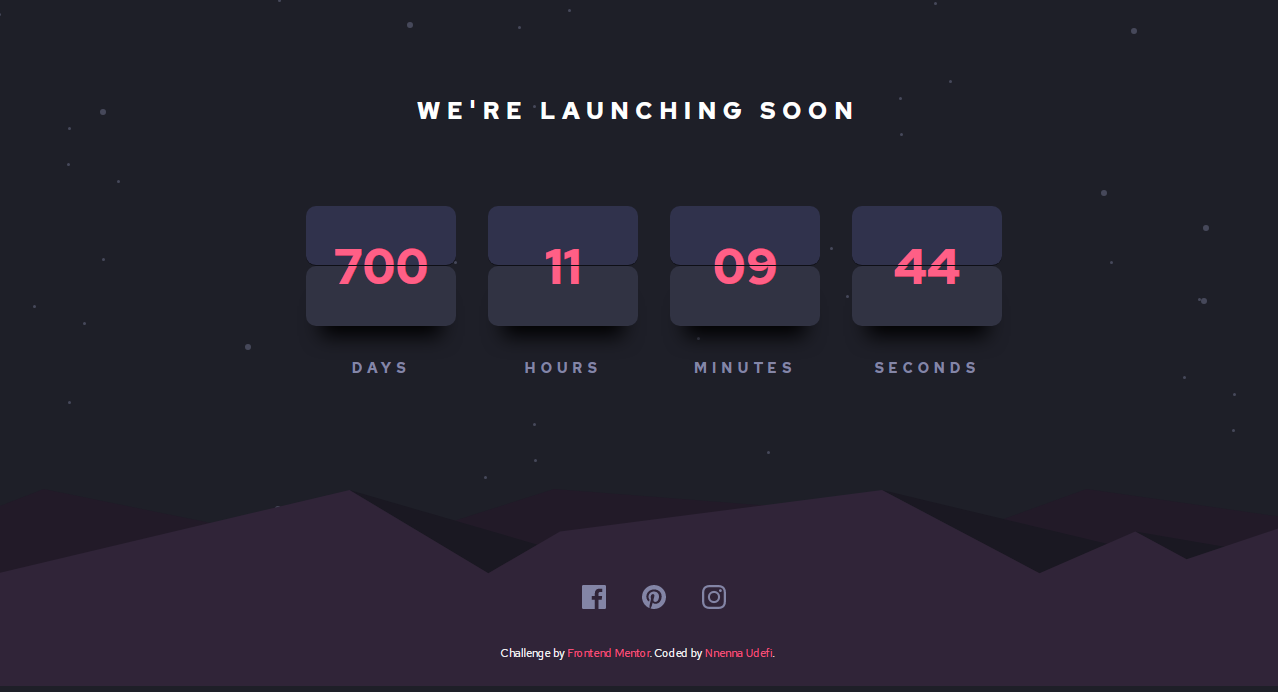 WE'RE LAUNCHING SOON
700 11 09 44
DAYS HOURS MINUTES SECONDS
Challenge by Frontend Mentor. Coded by Nnenna Udefi.